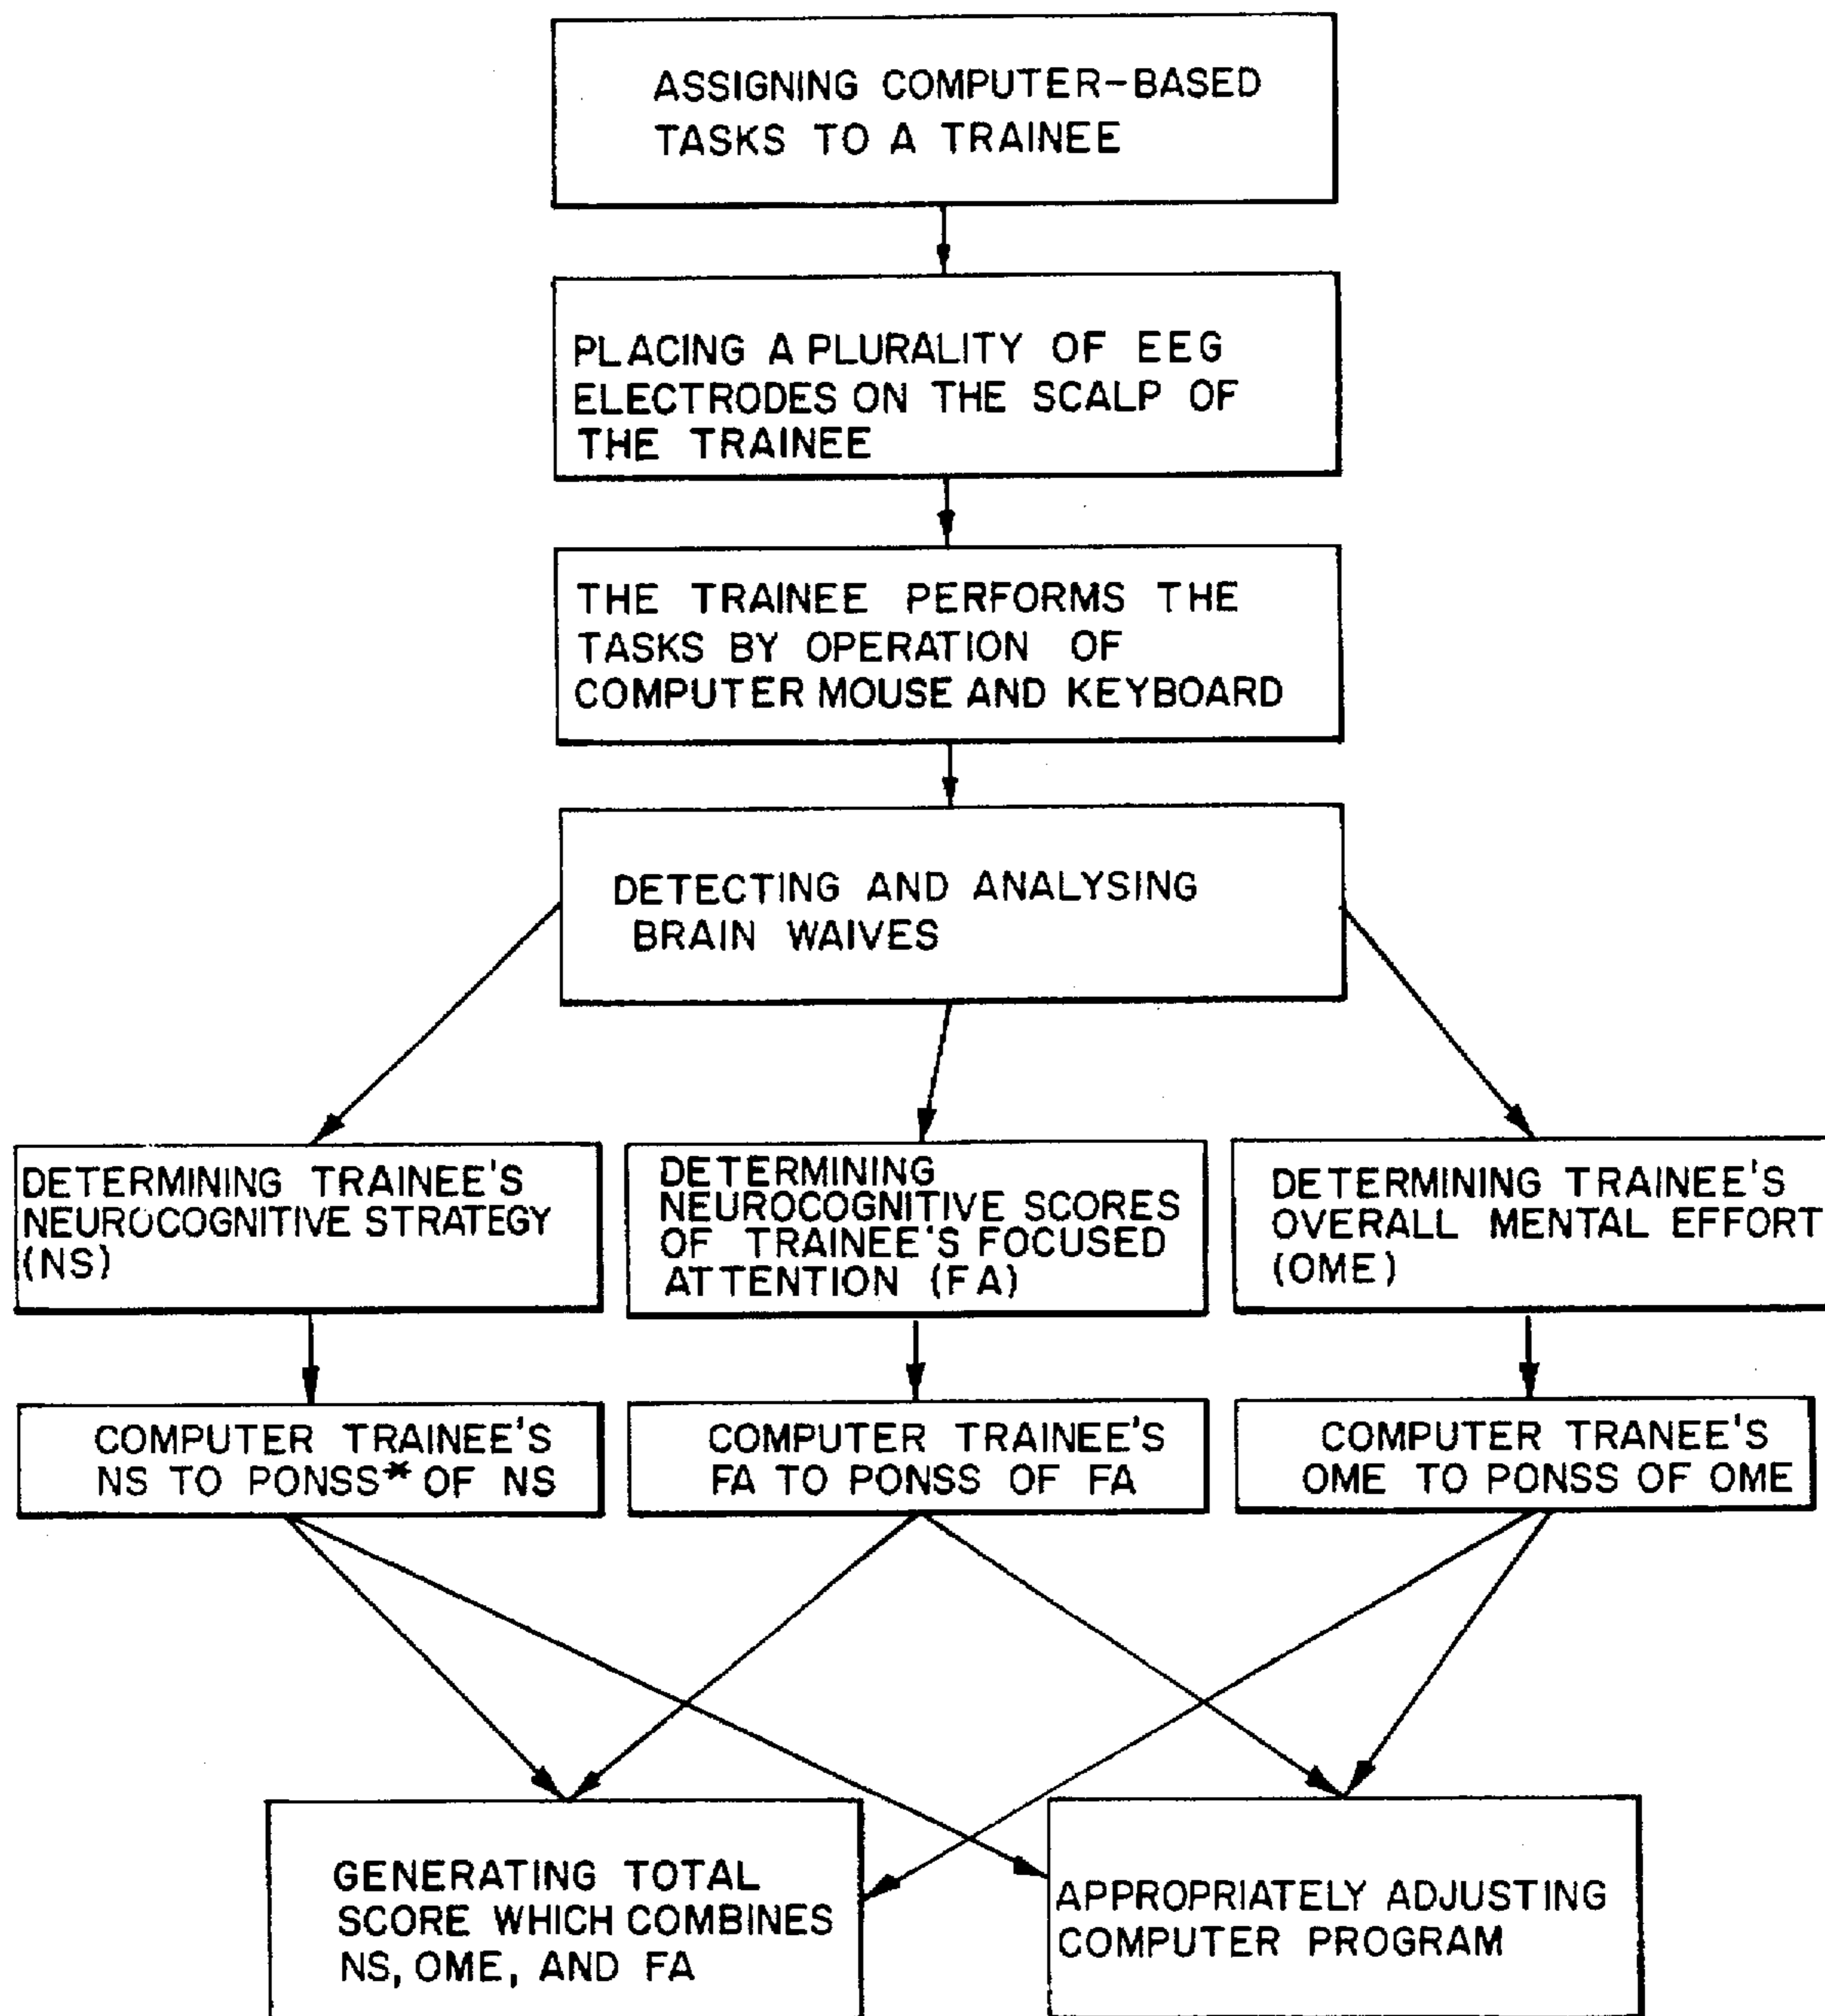 ASSIGNING COMPUTER-BASED
TASKS TO A TRAINEE
PLACING A PLURALITY OF EEG
ELECTRODES ON THE SCALP OF
THE TRAINEE
THE TRAINEE PERFORMS THE
TASKS BY OPERATION OF
COMPUTER MOUSE AND KEYBOARD
DETECTING AND ANALYSING
BRAIN WAIVES
DETERMINING TRAINEE'S
NEUROCOGNITIVE STRATEGY
(NS)
DETERMINING
NEUROCOGNITIVE SCORES
OF TRAINEE'S FOCUSED
ATTENTION (FA)
DETERMINING TRAINEE'S
OVERALL MENTAL EFFORT
(OME)
COMPUTER TRAINEE'S
NS TO PONSS* OF NS
COMPUTER TRAINEE'S
FA TO PONSS OF FA
COMPUTER TRANEE'S
OME TO PONSS OF OME
GENERATING TOTAL
SCORE WHICH COMBINES
NS, OME, AND FA
APPROPRIATELY ADJUSTING
COMPUTER PROGRAM